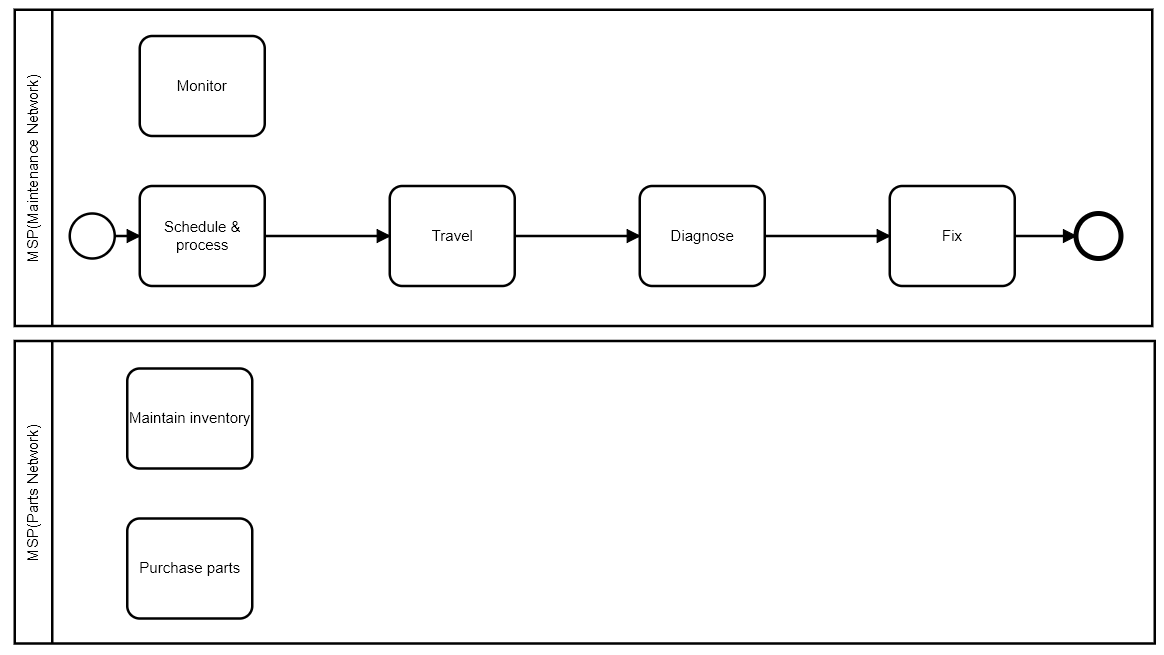 MSP(Maintenance Network)
Monitor
Schedule &
process
Travel
Diagnose
Fix
MSP(Parts Network)
Maintain inventory
Purchase parts